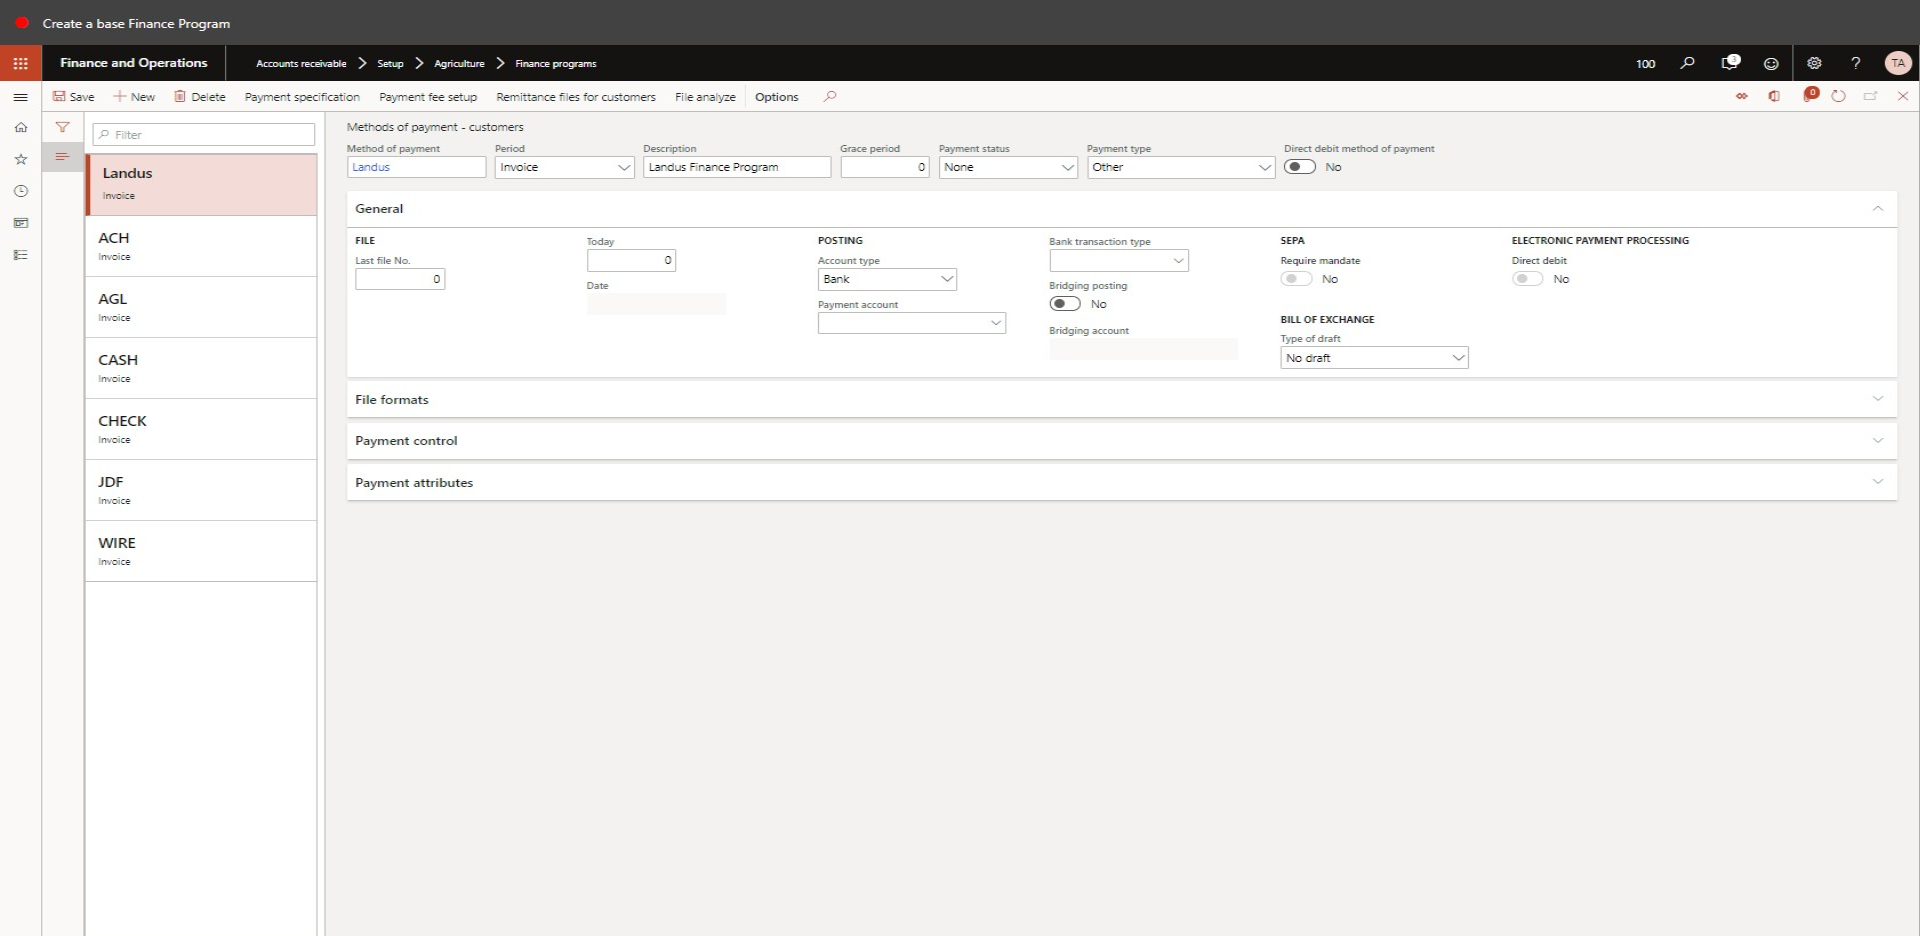 Create a base Finance Program
Finance and Operations
Accounts receivable
Setup
Agriculture
Finance programs
100
3
?
TA
Save
New
Delete
Payment specification
Payment fee setup
Remittance files for customers
File analyze
Options
0
Filter
Landus
Invoice
ACH
Invoice
AGL
Invoice
CASH
Invoice
CHECK
Invoice
JDF
Invoice
WIRE
Invoice
Methods of payment - customers
Method of payment
Landus
Period
Invoice
Description
Landus Finance Program
Grace period
0
Payment status
None
Payment type
Other
Direct debit method of payment
No
General
FILE
Last file No.
0
Today
0
Date
POSTING
Account type
Bank
Payment account
Bank transaction type
Bridging posting
No
Bridging account
SEPA
Require mandate
No
BILL OF EXCHANGE
Type of draft
No draft
ELECTRONIC PAYMENT PROCESSING
Direct debit
No
File formats
Payment control
Payment attributes